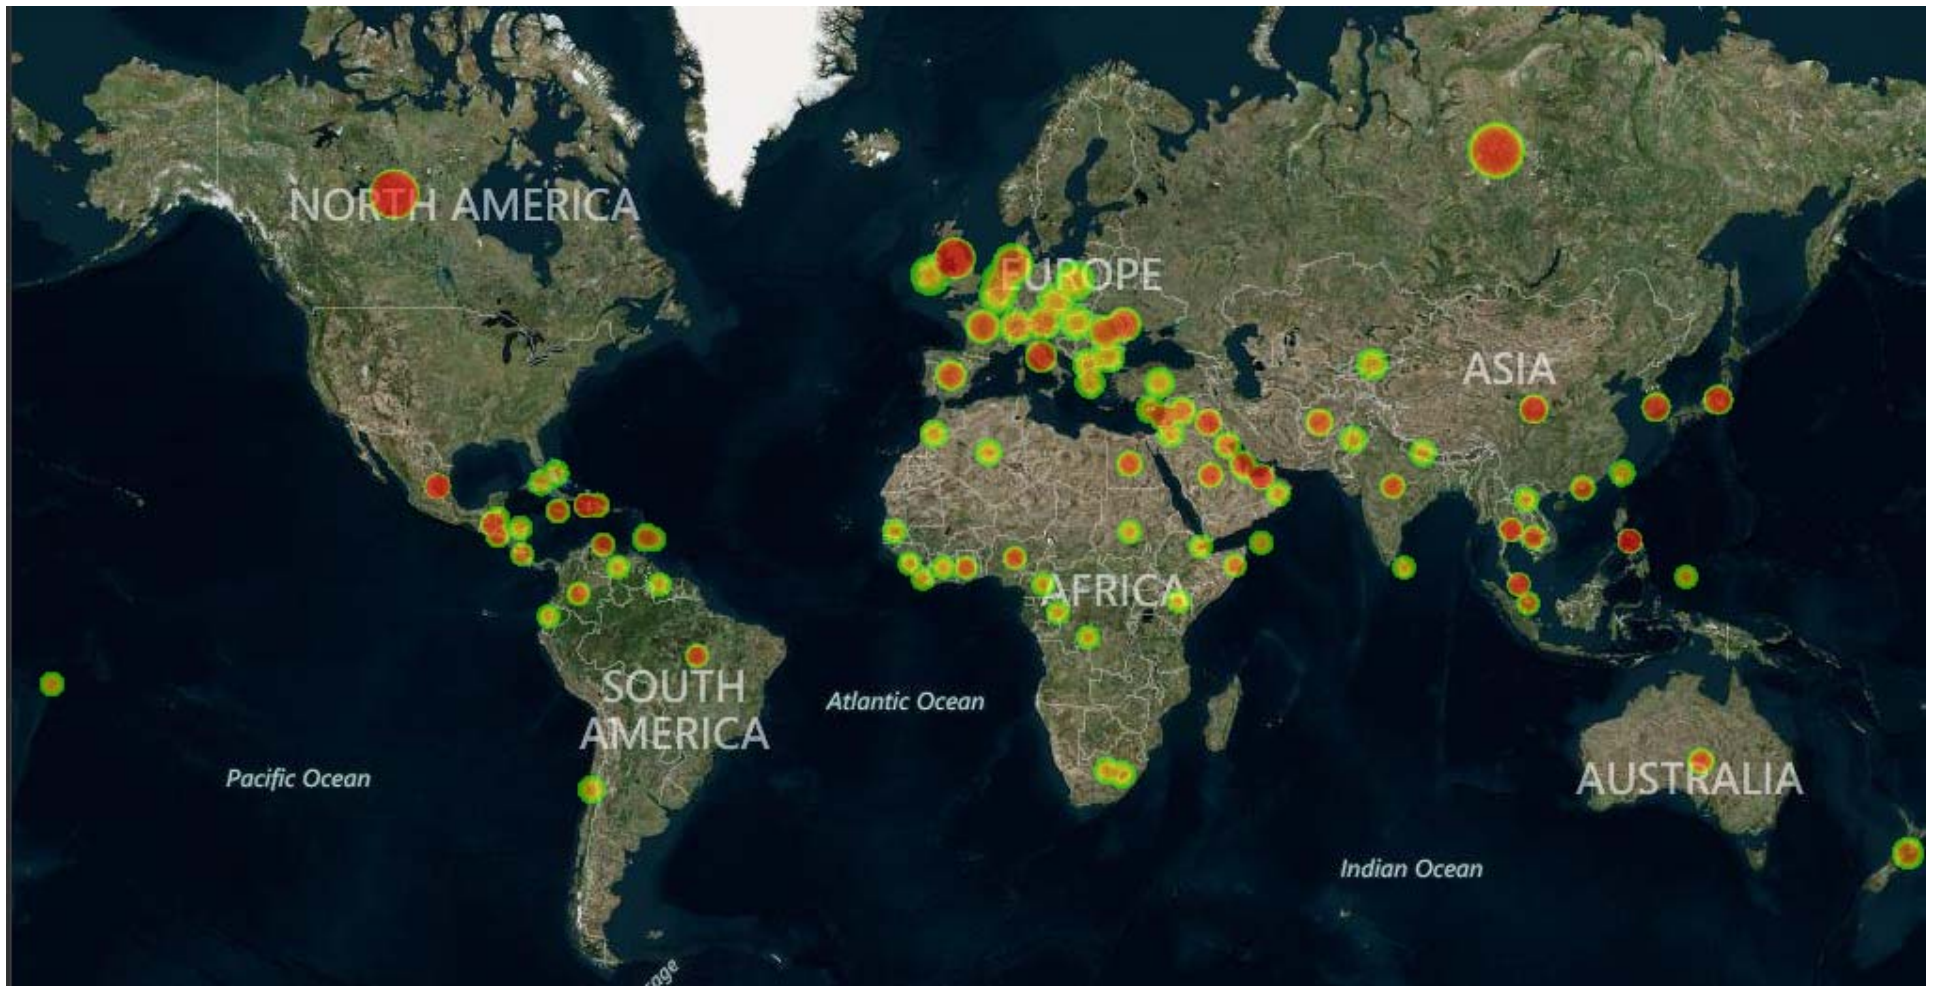 NORTH AMERICA
EUROPE
ASIA
AFRICA
SOUTH
AMERICA
Atlantic Ocean
Pacific Ocean
AUSTRALIA
Indian Ocean